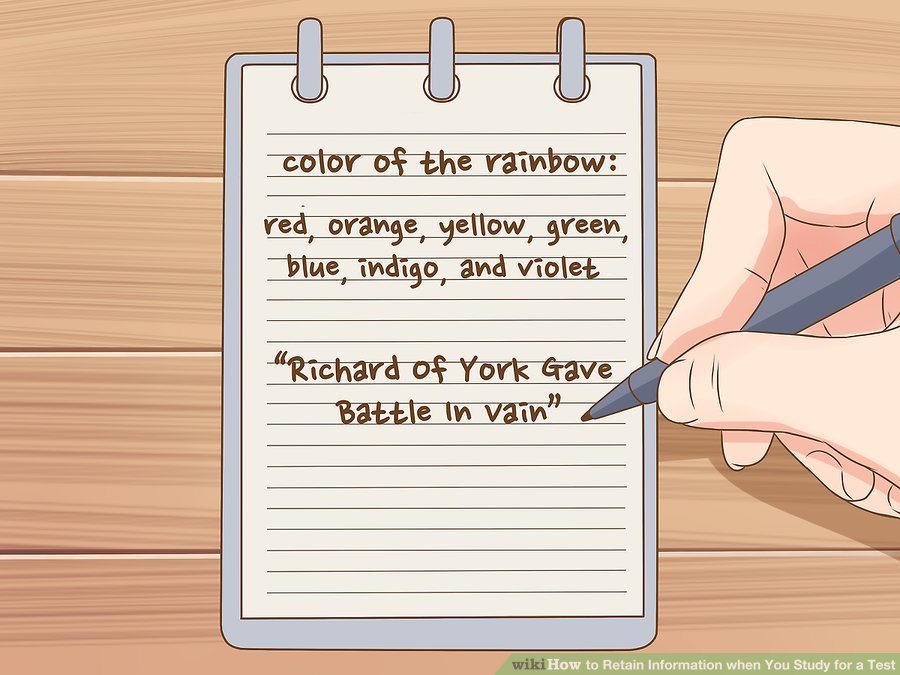 color of the rainbow:
red, orange, yellow, green,
blue, indigo, and violet
“Richard Of York Gave
Battle In Vain”
wikiHow to Retain Information when You Study for a Test